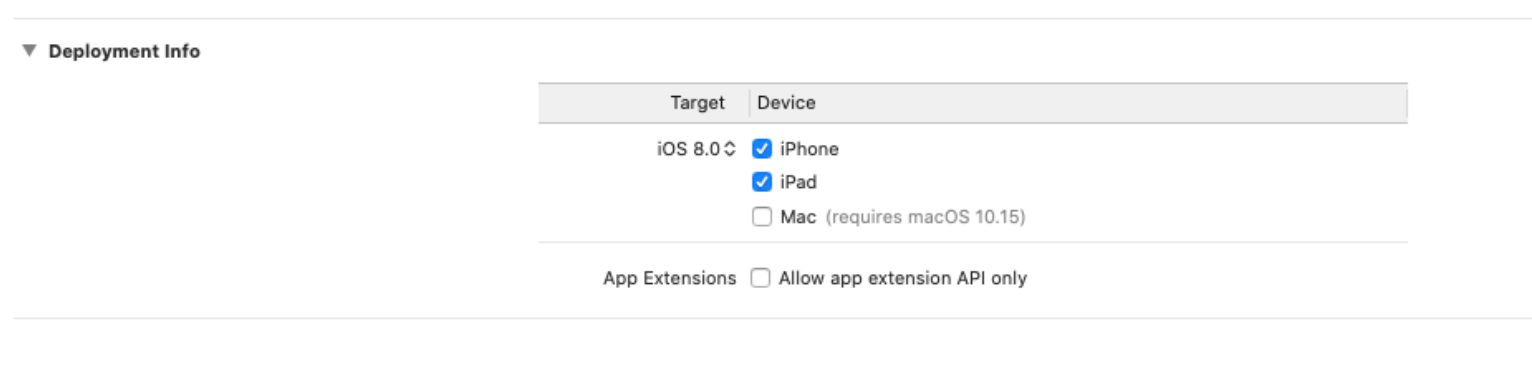 Deployment Info
Target Device
iOS 8.0 iPhone
iPad
Mac (requires macOS 10.15)
App Extensions Allow app extension API only